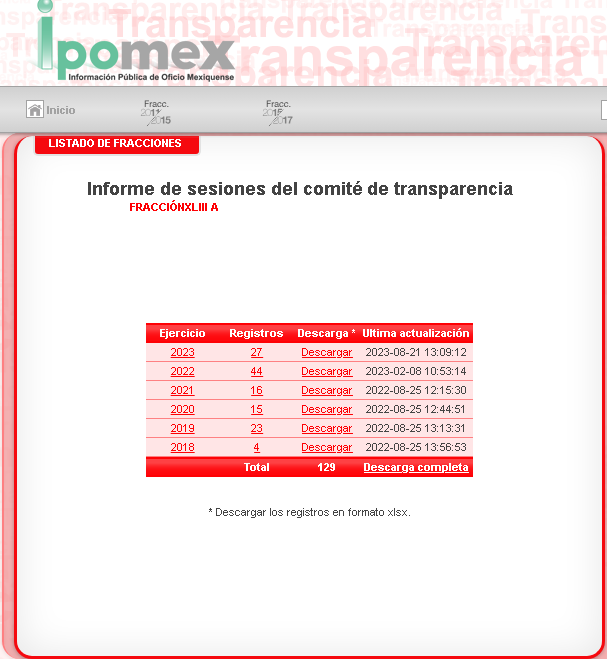 Transparencia
ipomex
Información Pública de Oficio Mexiquense
Inicio
Fracc.
Fracc.
LISTADO DE FRACCIONES
Informe de sesiones del comité de transparencia
FRACCIÓNXLIII A
Ejercicio Registros Descarga * Ultima actualización
2023 27 Descargar 2023-08-21 13:09:12
2022 44 Descargar 2023-02-08 10:53:14
2021 16 Descargar 2022-08-25 12:15:30
2020 15 Descargar 2022-08-25 12:44:51
2019 23 Descargar 2022-08-25 13:13:31
2018 4 Descargar 2022-08-25 13:56:53
Total 129 Descarga completa
* Descargar los registros en formato xlsx.